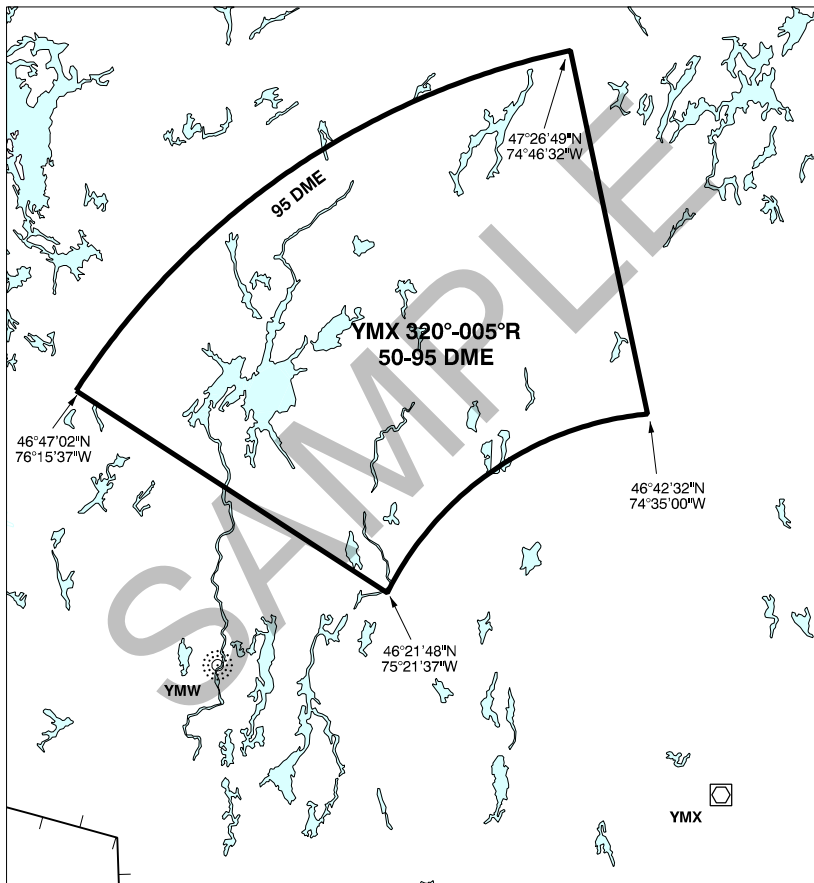 47°26'49"N
74°46'32"W
95 DME
YMX 320°-005°R
50-95 DME
46°47'02"N
76°15'37"W
46°42'32"N
74°35'00"W
46°21'48"N
75°21'37"W
YMW
YMX
SAMPLE